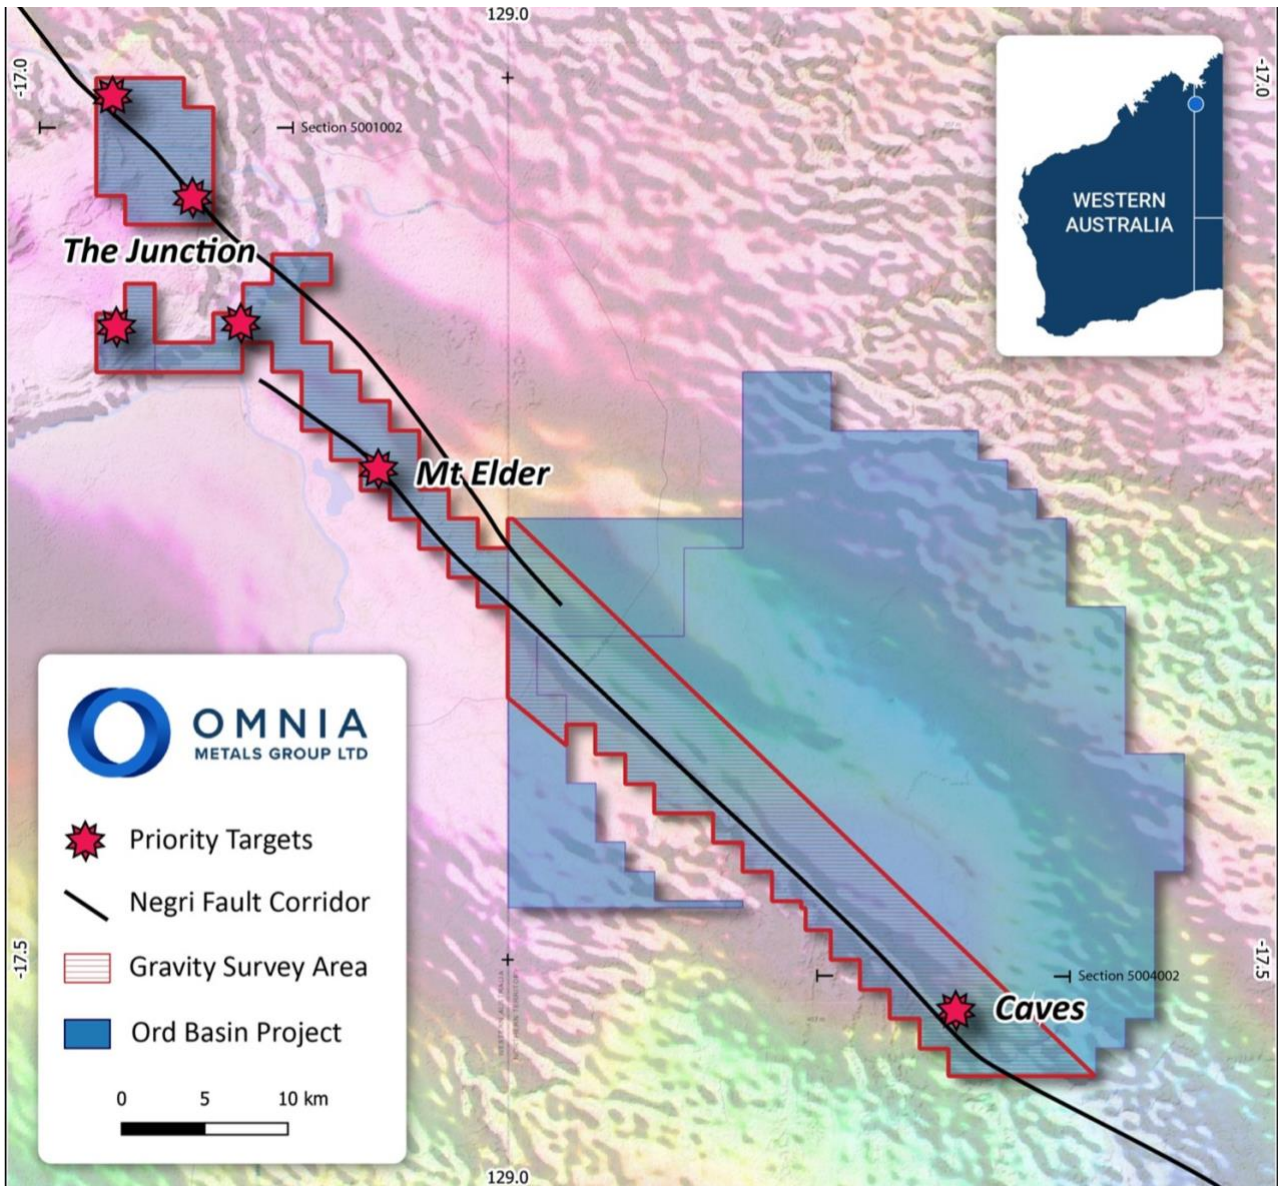 129.0
-17.0
-17.0
Section 5001002
WESTERN
AUSTRALIA
The Junction
Mt Elder
OMNIA
METALS GROUP LTD
Priority Targets
Negri Fault Corridor
Gravity Survey Area
Ord Basin Project
0 5 10 km
-17.5
-17.5
Section 5004002
Caves
129.0